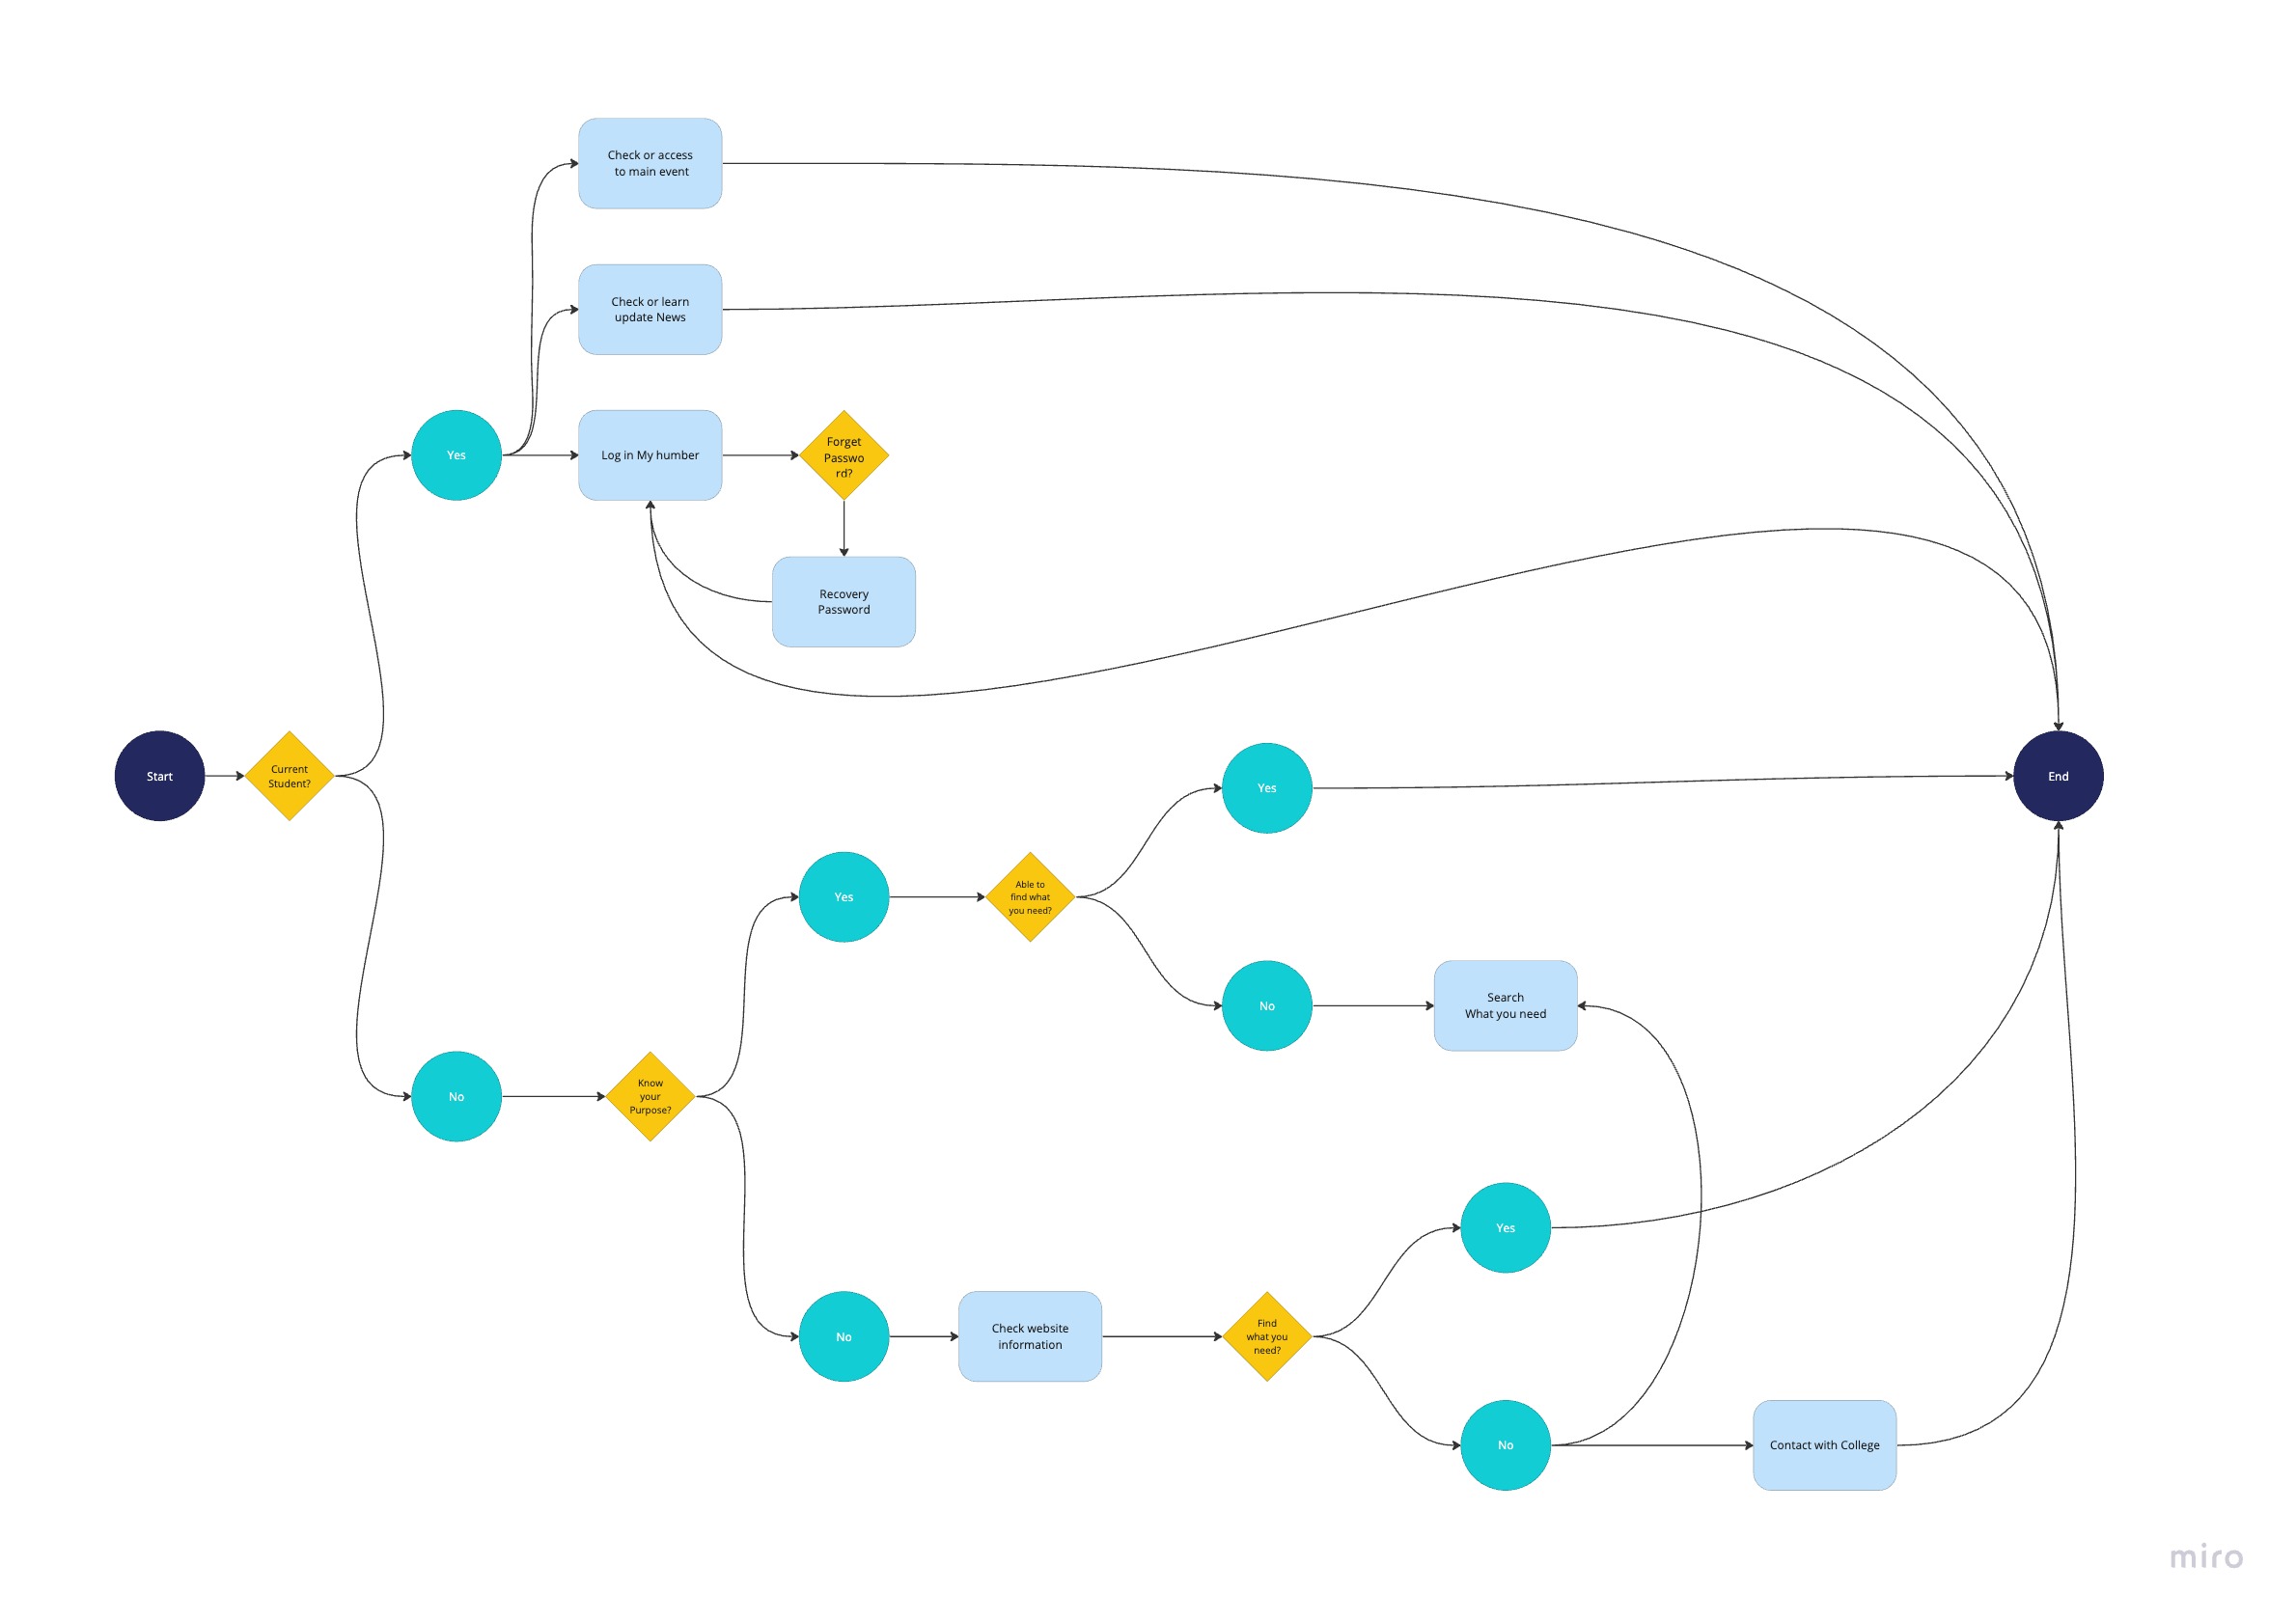 Check or access
to main event
Check or learn
update News
Yes
Log in My humber
Forget
Passwo
rd?
Recovery
Password
Start
Current
Student?
Yes
End
Yes
Able to
find what
you need?
No
Search
What you need
No
Know
your
Purpose?
Yes
No
Check website
information
Find
what you
need?
No
Contact with College
miro